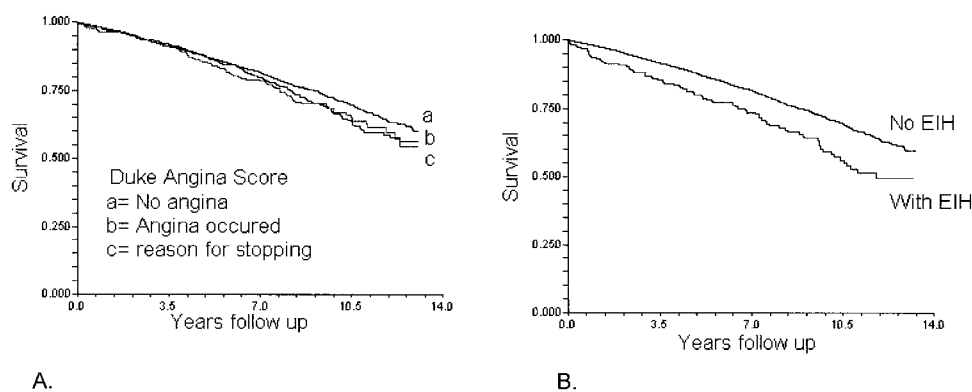 1.000
0.750
0.500
0.250
0.000
Survival
Duke Angina Score
a= No angina
b= Angina occured
c= reason for stopping
a
b
c
0.0
3.5
7.0
10.5
14.0
Years follow up
A.
1.000
0.750
0.500
0.250
0.000
Survival
No EIH
With EIH
0.0
3.5
7.0
10.5
14.0
Years follow up
B.